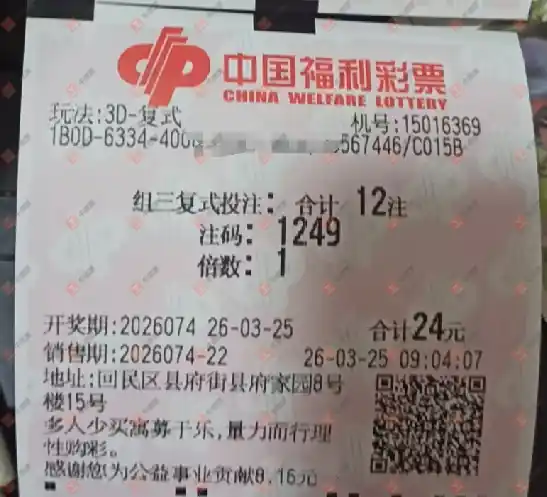 中国福利彩票
CHINA WELFARE LOTTERY
玩法:3D-复式 机号:15016369
1B0D-6334-400 567446/C015B
组三复式投注: 合计 12注
注码: 1249
倍数: 1
开奖期:2026074 26-03-25 合计24元
销售期:2026074-22 26-03-25 09:04:07
地址:回民区县府街县府家园8号
楼15号
多人少买寓募于乐,量力而行理
性购彩。
感谢您为公益事业贡献8.16元